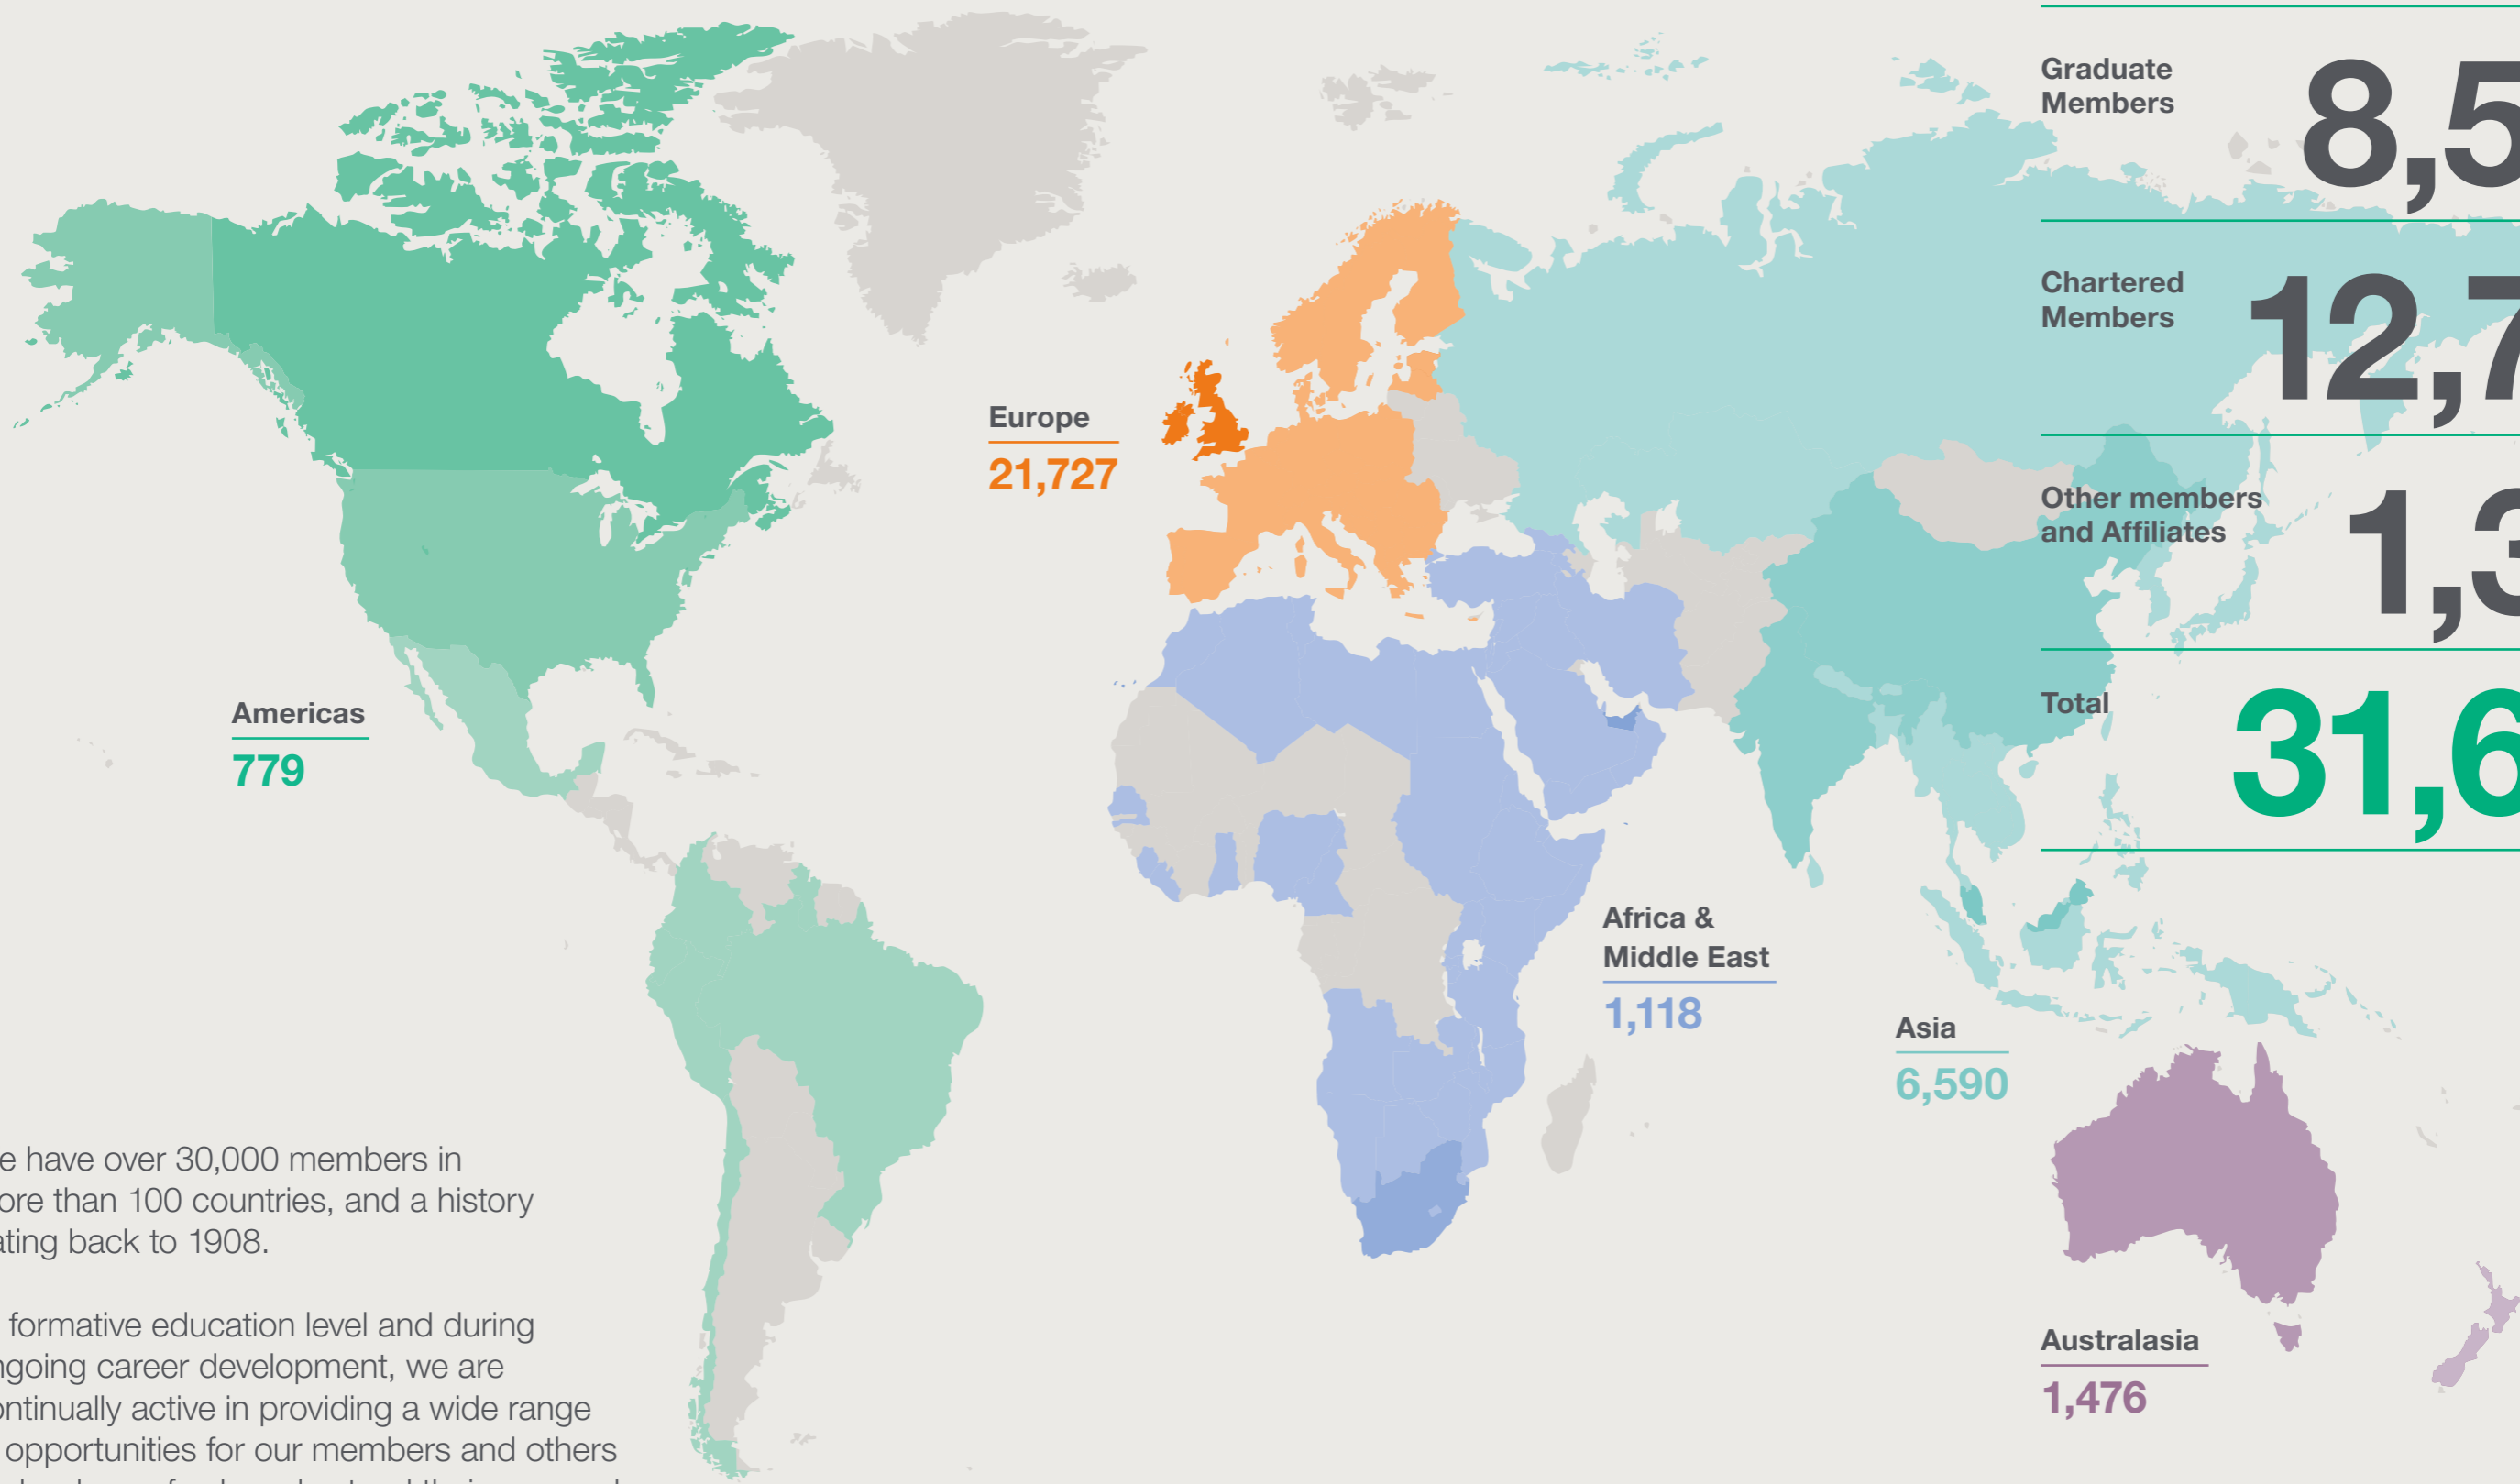 Graduate
Members
8,5
Chartered
Members
12,7
Other members
and Affiliates
1,3
Total
31,6
Europe
21,727
Americas
779
Africa &
Middle East
1,118
Asia
6,590
Australasia
1,476
e have over 30,000 members in
ore than 100 countries, and a history
ating back to 1908.
formative education level and during
ngoing career development, we are
ontinually active in providing a wide range
opportunities for our members and others